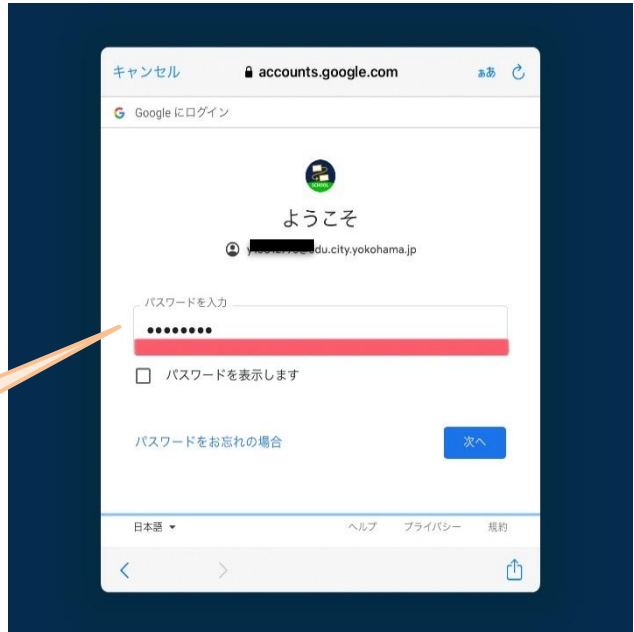 キャンセル accounts.google.com ああ
G Google にログイン
SCHOOL
ようこそ
du.city.yokohama.jp
パスワードを入力
••••••••
パスワードを表示します
パスワードをお忘れの場合 次へ
日本語 ヘルプ プライバシー 規約